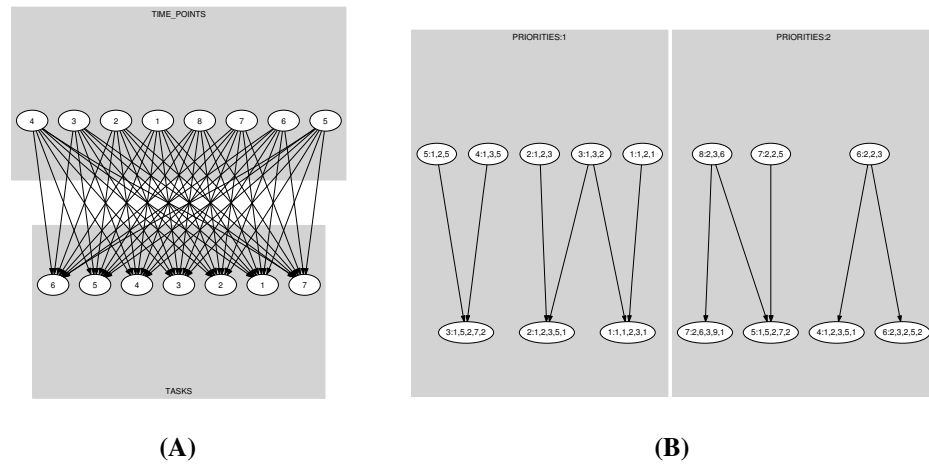 TIME_POINTS
4 3 2 1 8 7 6 5
6 5 4 3 2 1 7
TASKS
(A)
PRIORITIES:1
5:1,2,5 4:1,3,5 2:1,2,3 3:1,3,2 1:1,2,1
3:1,5,2,7,2 2:1,2,3,5,1 1:1,1,2,3,1
PRIORITIES:2
8:2,3,6 7:2,2,5 6:2,2,3
7:2,6,3,9,1 5:1,5,2,7,2 4:1,2,3,5,1 6:2,3,2,5,2
(B)